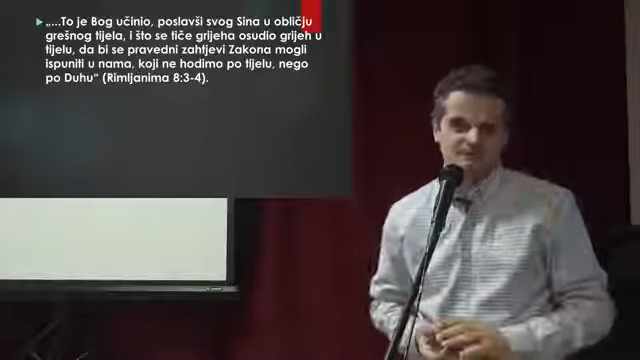 „...To je Bog učinio, poslavši svog Sina u obličju
grešnog tijela, i što se tiče grijeha osudio grijeh u
tijelu, da bi se pravedni zahtjevi Zakona mogli
ispuniti u nama, koji ne hodimo po tijelu, nego
po Duhu“ (Rimljanima 8:3-4).